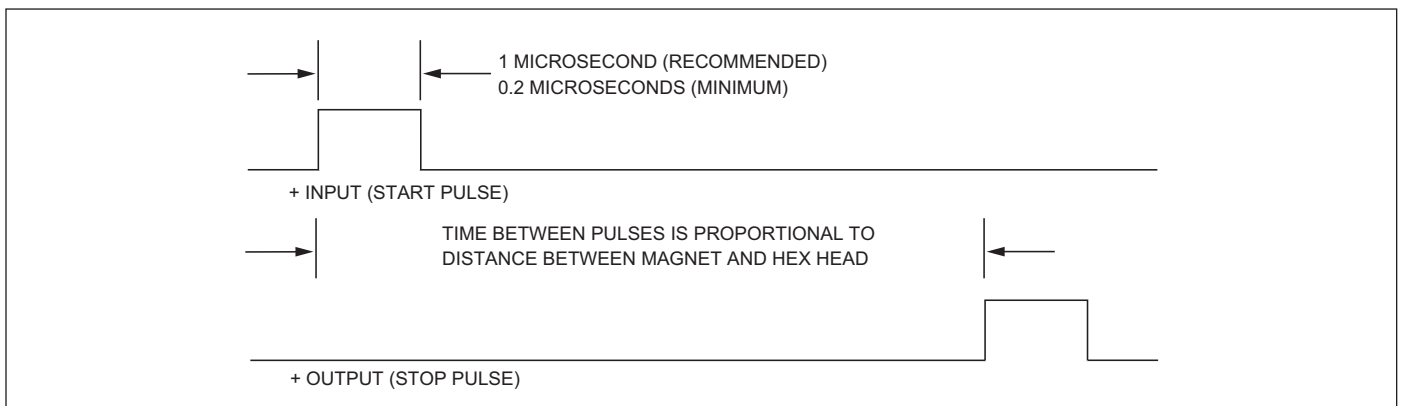 1 MICROSECOND (RECOMMENDED)
0.2 MICROSECONDS (MINIMUM)
+ INPUT (START PULSE)
TIME BETWEEN PULSES IS PROPORTIONAL TO
DISTANCE BETWEEN MAGNET AND HEX HEAD
+ OUTPUT (STOP PULSE)